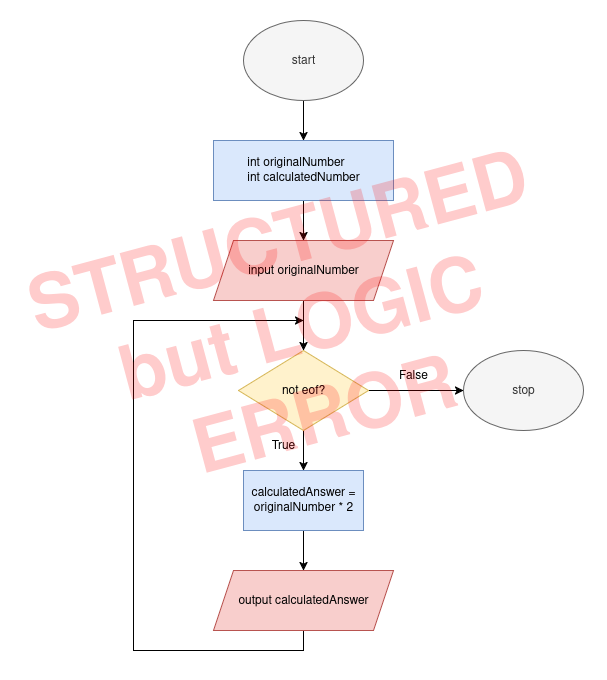 start
int originalNumber
int calculatedNumber
input originalNumber
STRUCTURED
but LOGIC
ERROR
not eof?
False
stop
True
calculatedAnswer =
originalNumber * 2
output calculatedAnswer